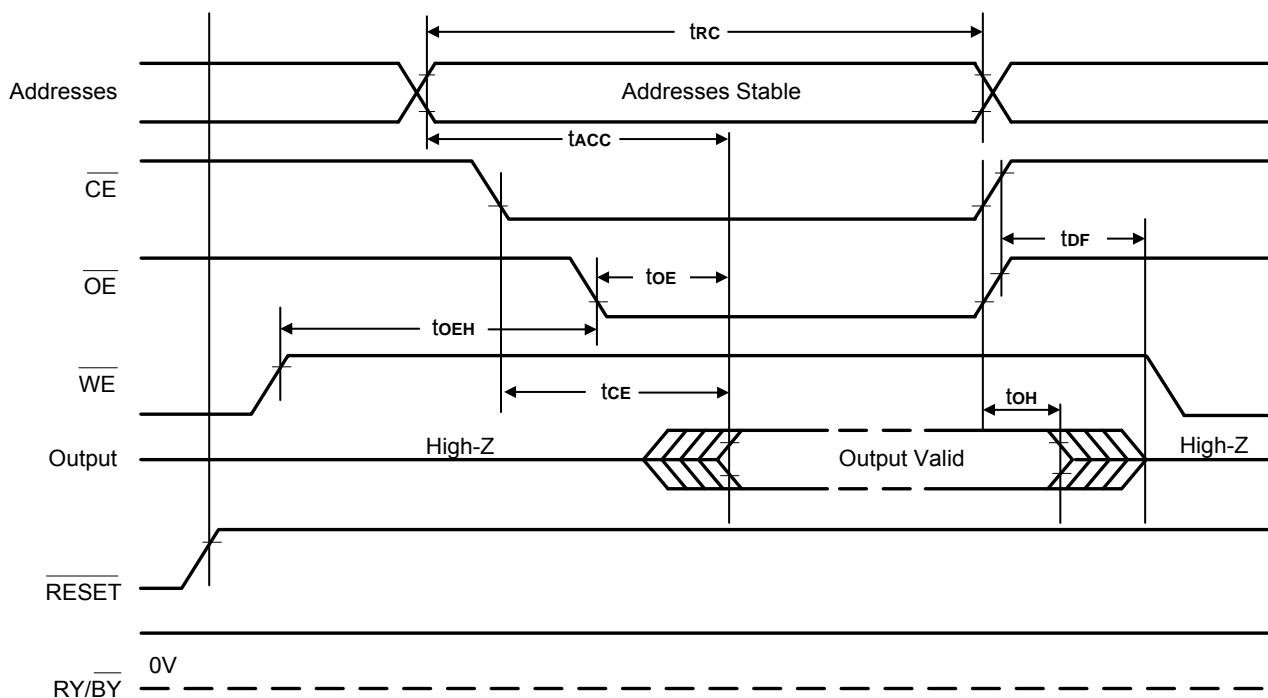 tRC
Addresses
Addresses Stable
tACC
CE
tDF
OE
tOE
tOEH
WE
tCE
tOH
Output
High-Z
Output Valid
High-Z
RESET
0V
RY/BY